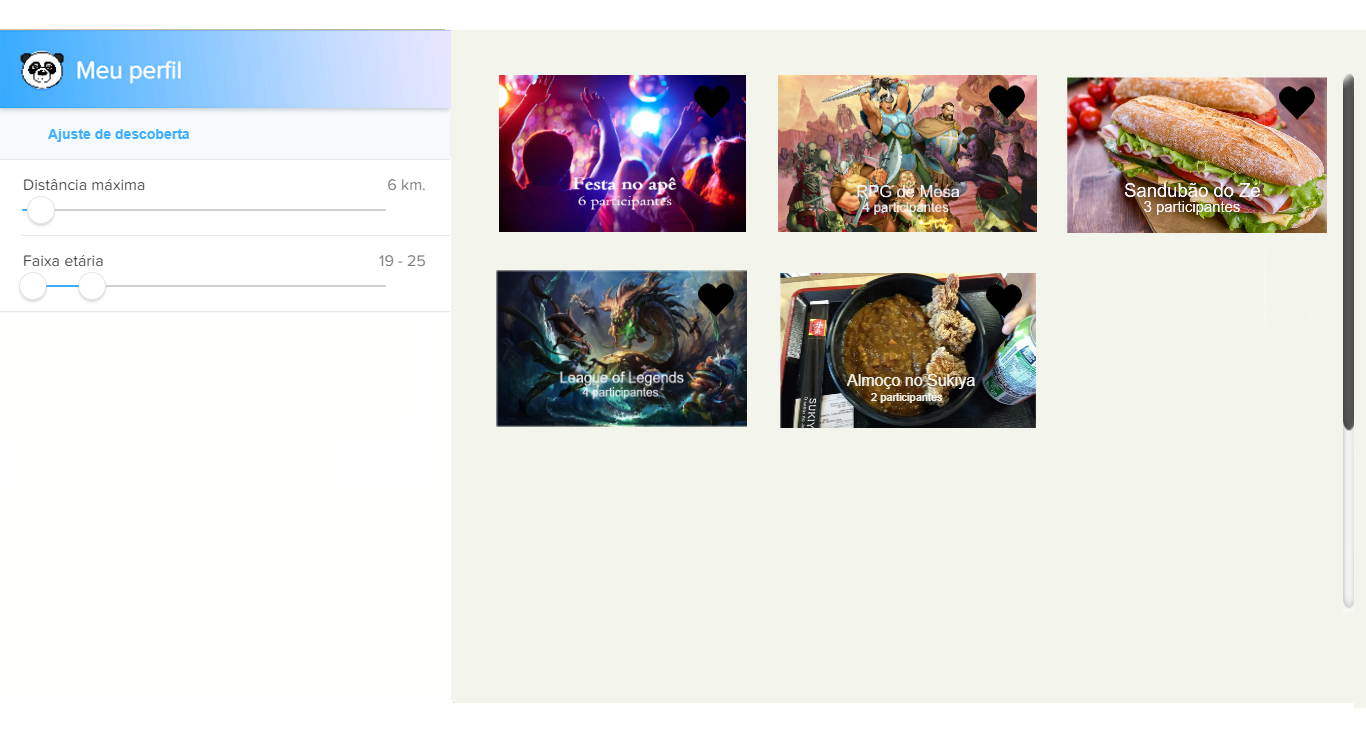 Meu perfil
Ajuste de descoberta
Distância máxima
6 km.
Faixa etária
19 - 25
Festa no apê
6 participantes
RPG de Mesa
4 participantes
Sandubão do Zé
3 participantes
League of Legends
4 participantes
Almoço no Sukiya
2 participantes
SUKIY